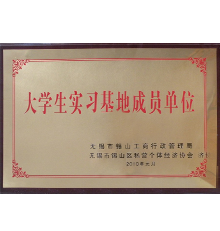 大学生实习基地成员单位
无锡市锡山工商行政管理局
无锡市锡山区私营个体经济协会